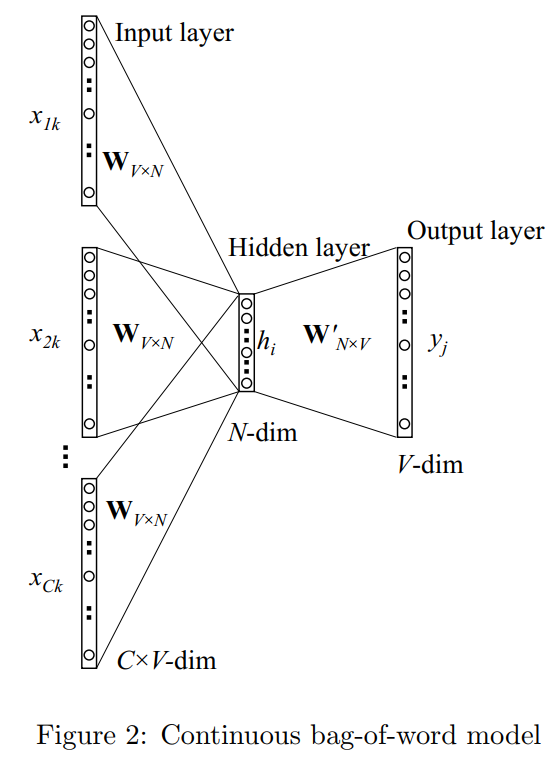 Input layer
x1k
WV×N
Hidden layer
Output layer
x2k
WV×N
hi
W'N×V
yj
N-dim
V-dim
WV×N
xCk
C×V-dim
Figure 2: Continuous bag-of-word model